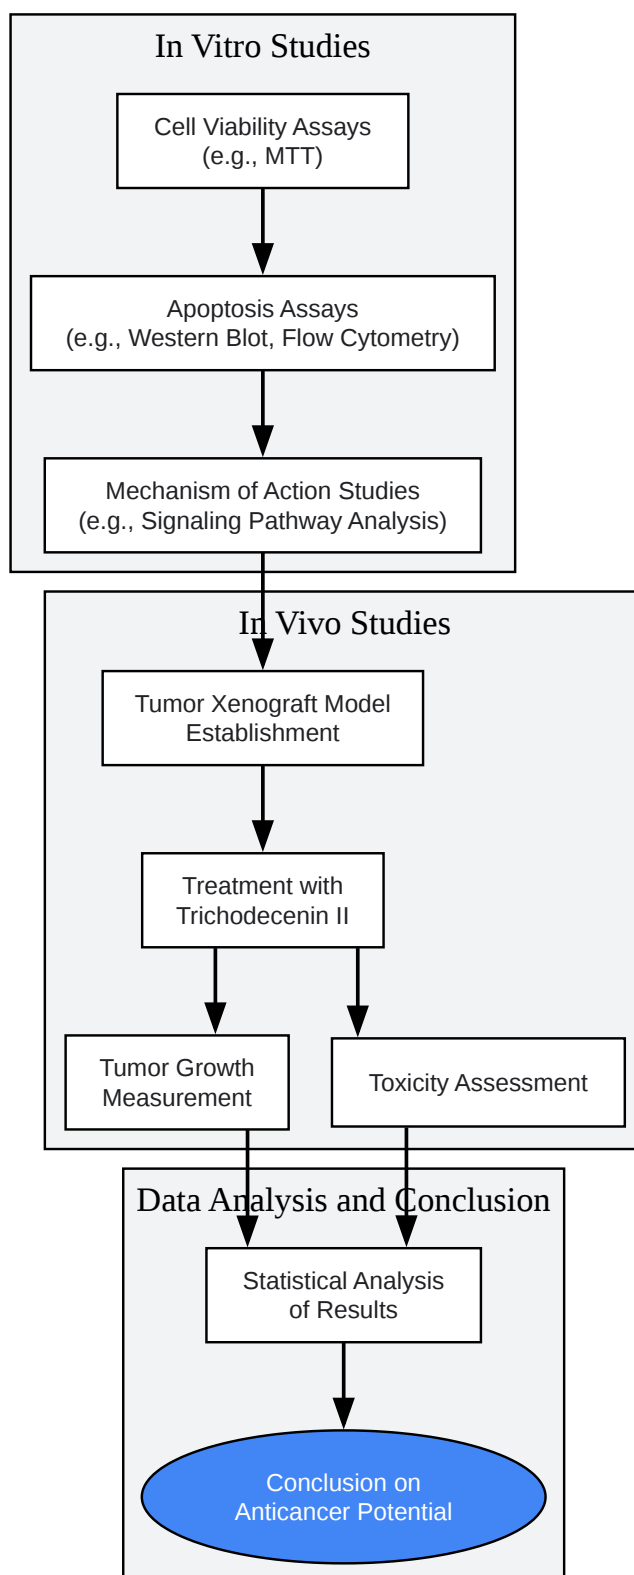 In Vitro Studies
Cell Viability Assays
(e.g., MTT)
Apoptosis Assays
(e.g., Western Blot, Flow Cytometry)
Mechanism of Action Studies
(e.g., Signaling Pathway Analysis)
In Vivo Studies
Tumor Xenograft Model
Establishment
Treatment with
Trichodecenin II
Tumor Growth
Measurement
Toxicity Assessment
Data Analysis and Conclusion
Statistical Analysis
of Results
Conclusion on
Anticancer Potential